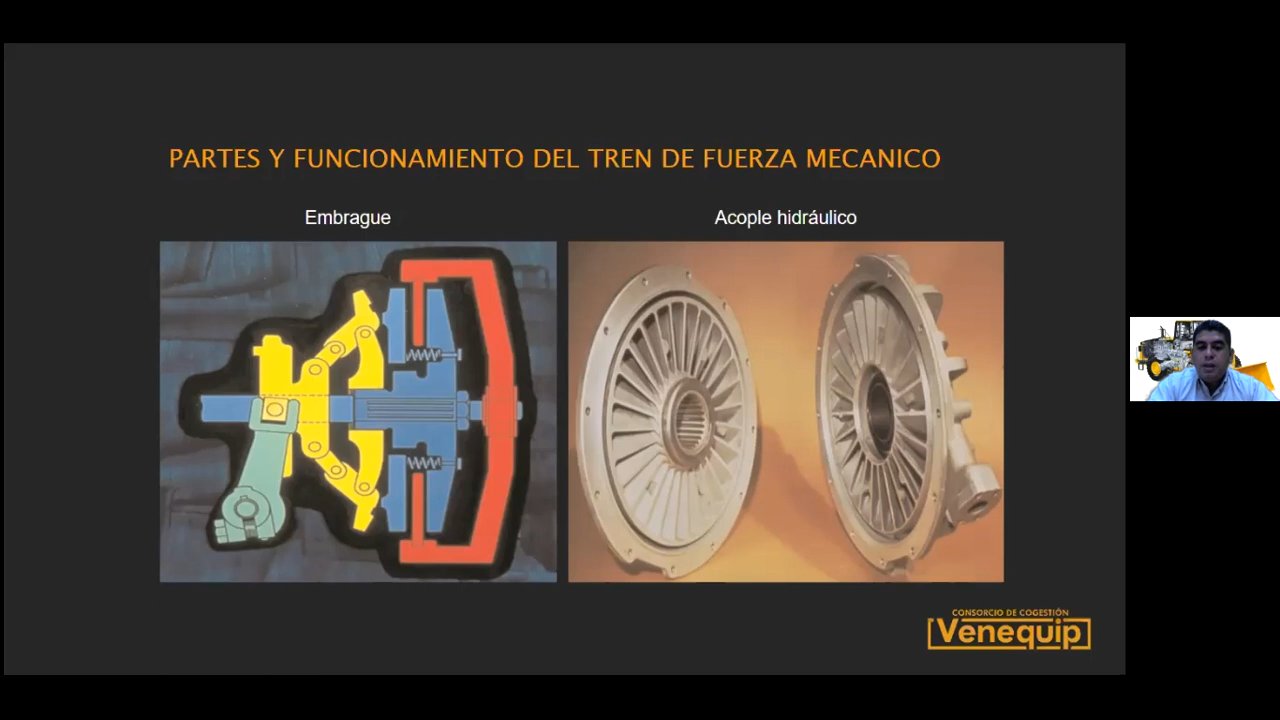 PARTES Y FUNCIONAMIENTO DEL TREN DE FUERZA MECANICO
Embrague
Acople hidráulico
CONSORCIO DE COGESTIÓN
Venequip